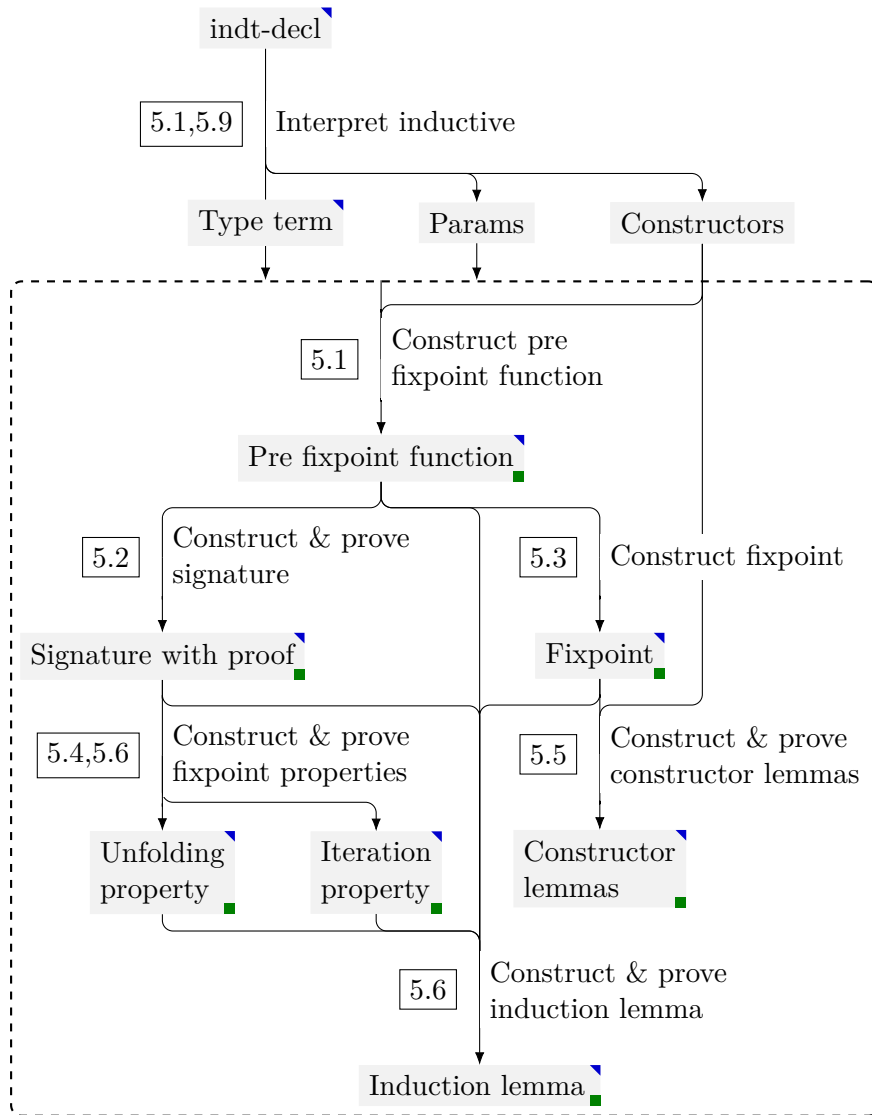 indt-decl
5.1,5.9
Interpret inductive
Type term
Params
Constructors
5.1
Construct pre
fixpoint function
Pre fixpoint function
5.2
Construct & prove
signature
5.3
Construct fixpoint
Signature with proof
Fixpoint
5.4,5.6
Construct & prove
fixpoint properties
5.5
Construct & prove
constructor lemmas
Unfolding
property
Iteration
property
Constructor
lemmas
5.6
Construct & prove
induction lemma
Induction lemma